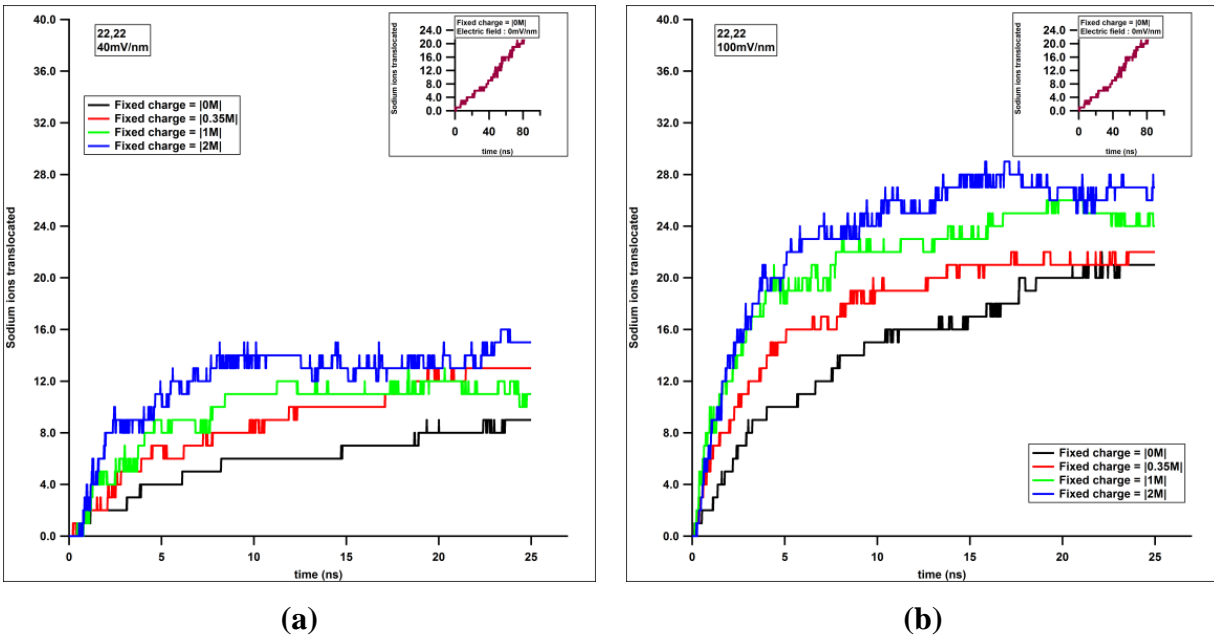 22,22
40mV/nm
Fixed charge = |0M|
Fixed charge = |0.35M|
Fixed charge = |1M|
Fixed charge = |2M|
Fixed charge = |0M|
Electric field : 0mV/nm
Sodium ions translocated
24.0
20.0
16.0
12.0
8.0
4.0
0.0
0
40
80
time (ns)
Sodium ions translocated
40.0
36.0
32.0
28.0
24.0
20.0
16.0
12.0
8.0
4.0
0.0
0
5
10
15
20
25
time (ns)
(a)
22,22
100mV/nm
Fixed charge = |0M|
Electric field : 0mV/nm
Sodium ions translocated
24.0
20.0
16.0
12.0
8.0
4.0
0.0
0
40
80
time (ns)
Sodium ions translocated
40.0
36.0
32.0
28.0
24.0
20.0
16.0
12.0
8.0
4.0
0.0
Fixed charge = |0M|
Fixed charge = |0.35M|
Fixed charge = |1M|
Fixed charge = |2M|
0
5
10
15
20
25
time (ns)
(b)